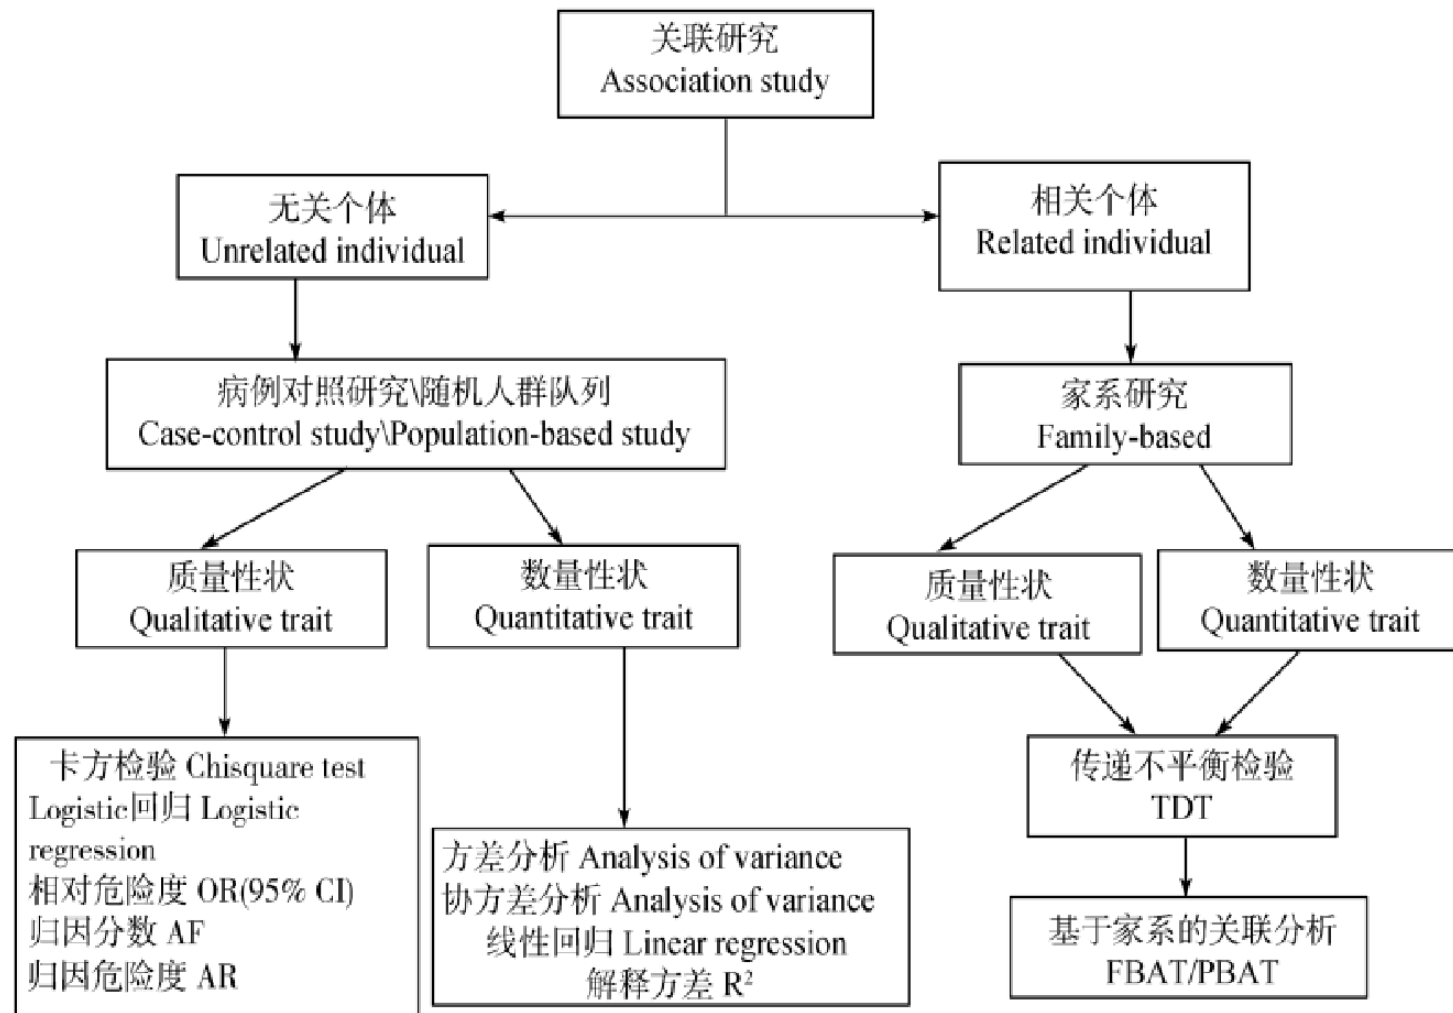 关联研究
Association study
无关个体
Unrelated individual
相关个体
Related individual
病例对照研究\随机人群队列
Case-control study\Population-based study
家系研究
Family-based
质量性状
Qualitative trait
数量性状
Quantitative trait
质量性状
Qualitative trait
数量性状
Quantitative trait
卡方检验 Chisquare test
Logistic回归 Logistic
regression
相对危险度 OR(95% CI)
归因分数 AF
归因危险度 AR
方差分析 Analysis of variance
协方差分析 Analysis of variance
线性回归 Linear regression
解释方差 R²
传递不平衡检验
TDT
基于家系的关联分析
FBAT/PBAT